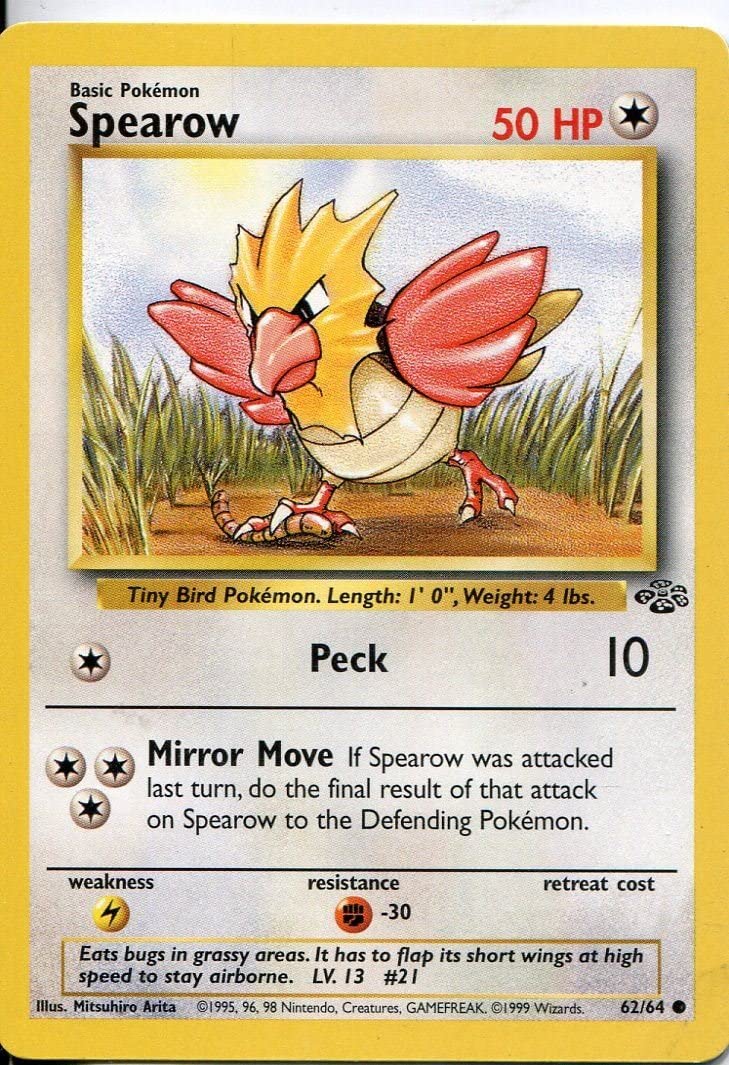 Basic Pokémon
Spearow 50 HP
Tiny Bird Pokémon. Length: 1' 0", Weight: 4 lbs.
Peck 10
Mirror Move If Spearow was attacked
last turn, do the final result of that attack
on Spearow to the Defending Pokémon.
weakness resistance retreat cost
-30
Eats bugs in grassy areas. It has to flap its short wings at high
speed to stay airborne. LV. 13 #21
Illus. Mitsuhiro Arita ©1995, 96, 98 Nintendo, Creatures, GAMEFREAK. ©1999 Wizards. 62/64